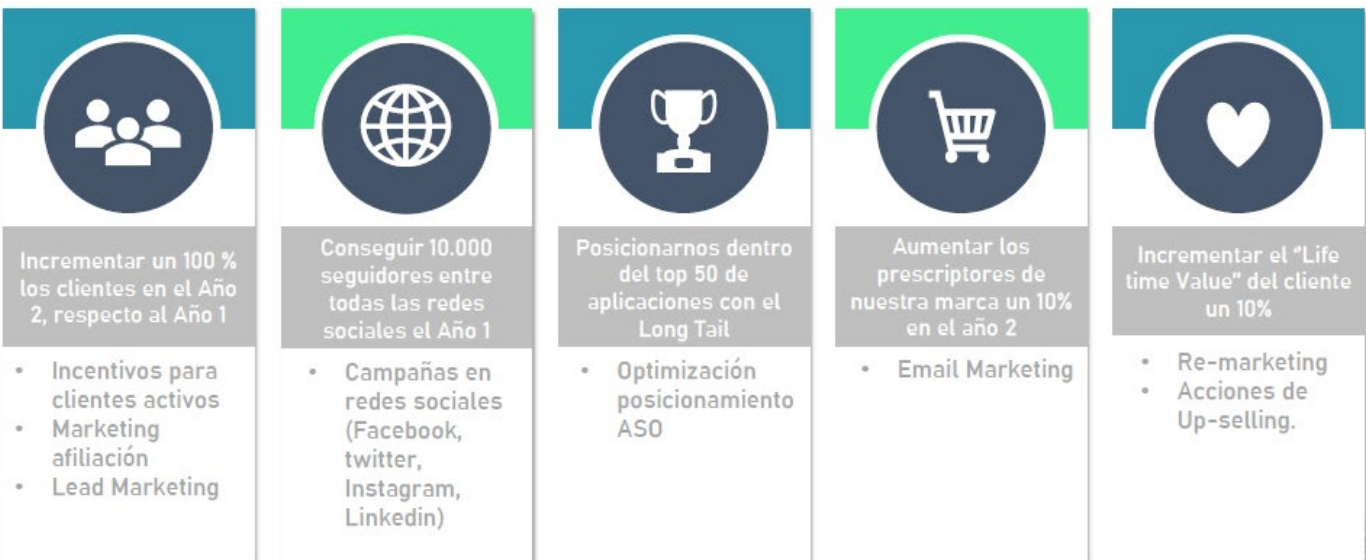 Incrementar un 100 %
los clientes en el Año
2, respecto al Año 1
• Incentivos para
clientes activos
• Marketing
afiliación
• Lead Marketing
Conseguir 10.000
seguidores entre
todas las redes
sociales el Año 1
• Campañas en
redes sociales
(Facebook,
twitter,
Instagram,
Linkedin)
Posicionarnos dentro
del top 50 de
aplicaciones con el
Long Tail
• Optimización
posicionamiento
ASO
Aumentar los
prescriptores de
nuestra marca un 10%
en el año 2
• Email Marketing
Incrementar el "Life
time Value" del cliente
un 10%
• Re-marketing
• Acciones de
Up-selling.